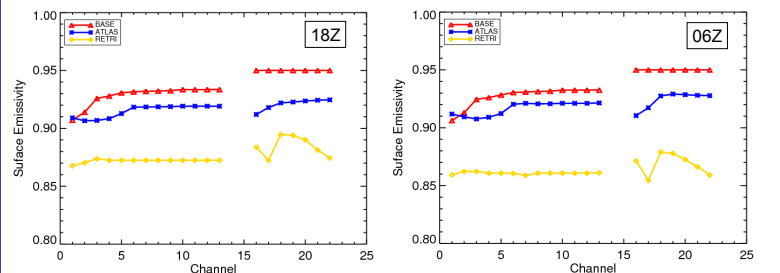 1.00
0.95
0.90
0.85
0.80
Suface Emissivity
BASE
ATLAS
RETRI
18Z
0 5 10 15 20 25
Channel
1.00
0.95
0.90
0.85
0.80
Suface Emissivity
BASE
ATLAS
RETRI
06Z
0 5 10 15 20 25
Channel